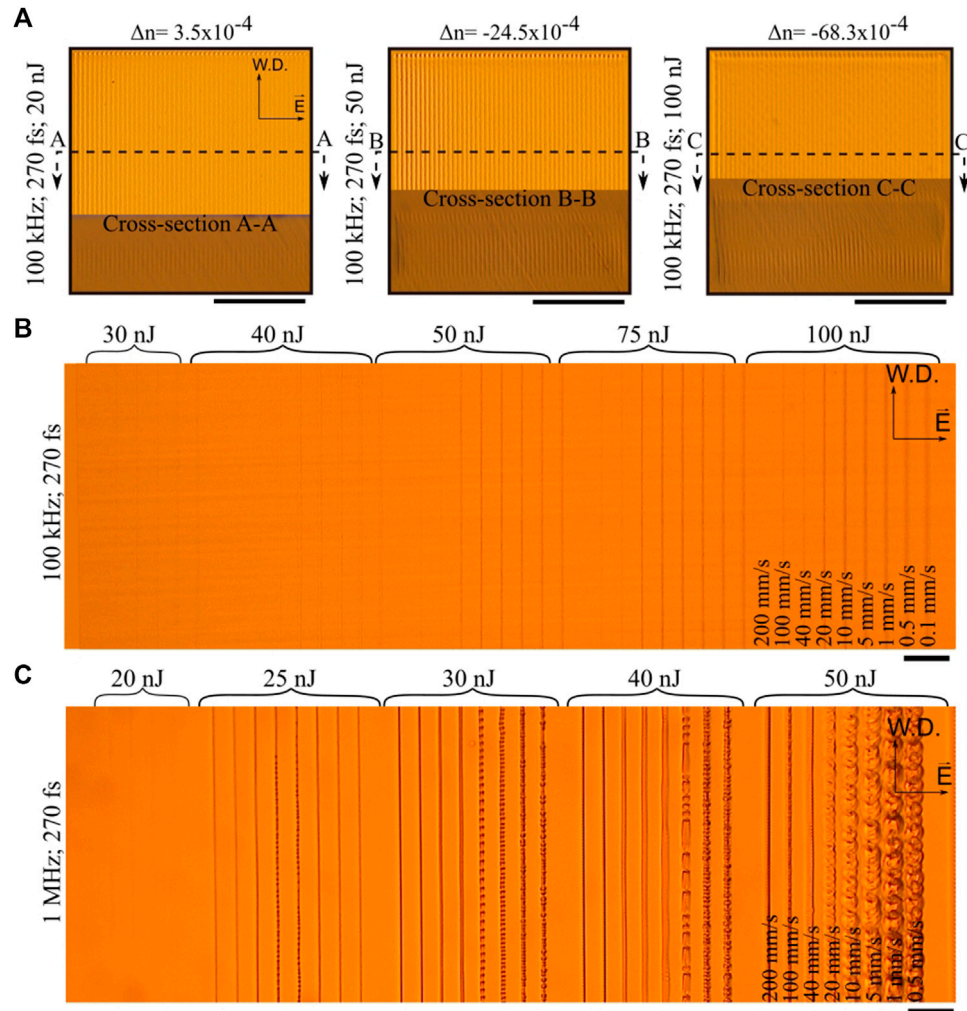 A
Δn= 3.5x10-4
Δn= -24.5x10-4
Δn= -68.3x10-4
100 kHz; 270 fs; 20 nJ
W.D.
E
A
A
Cross-section A-A
100 kHz; 270 fs; 50 nJ
B
B
Cross-section B-B
100 kHz; 270 fs; 100 nJ
C
C
Cross-section C-C
B
30 nJ
40 nJ
50 nJ
75 nJ
100 nJ
100 kHz; 270 fs
W.D.
E
200 mm/s
100 mm/s
40 mm/s
20 mm/s
10 mm/s
5 mm/s
1 mm/s
0.5 mm/s
0.1 mm/s
C
20 nJ
25 nJ
30 nJ
40 nJ
50 nJ
1 MHz; 270 fs
W.D.
E
200 mm/s
100 mm/s
40 mm/s
20 mm/s
10 mm/s
5 mm/s
1 mm/s
0.5 mm/s